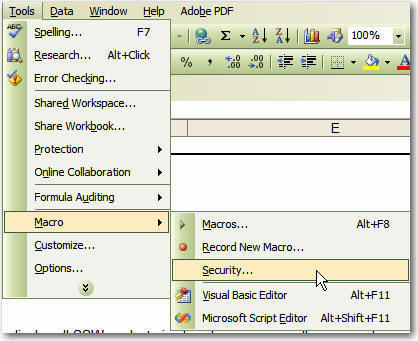 Tools Data Window Help Adobe PDF
Spelling... F7
Research... Alt+Click
Error Checking...
Shared Workspace...
Share Workbook...
Protection
Online Collaboration
Formula Auditing
Macro
Customize...
Options...
100%
% , .00 .00
E
Macros... Alt+F8
Record New Macro...
Security...
Visual Basic Editor Alt+F11
Microsoft Script Editor Alt+Shift+F11